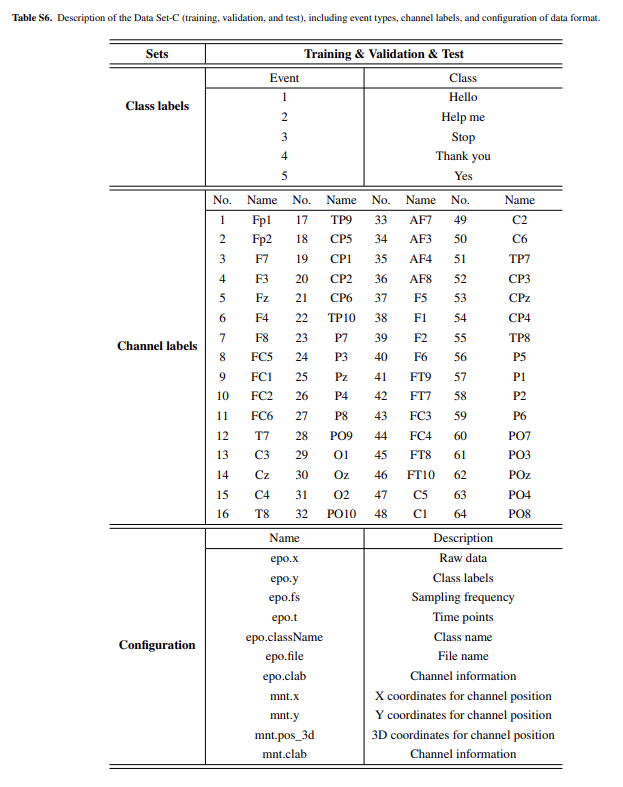 Table S6. Description of the Data Set-C (training, validation, and test), including event types, channel labels, and configuration of data format.
Sets Training & Validation & Test
Class labels
Event Class
1 Hello
2 Help me
3 Stop
4 Thank you
5 Yes
Channel labels
No. Name No. Name No. Name No. Name
1 Fp1 17 TP9 33 AF7 49 C2
2 Fp2 18 CP5 34 AF3 50 C6
3 F7 19 CP1 35 AF4 51 TP7
4 F3 20 CP2 36 AF8 52 CP3
5 Fz 21 CP6 37 F5 53 CPz
6 F4 22 TP10 38 F1 54 CP4
7 F8 23 P7 39 F2 55 TP8
8 FC5 24 P3 40 F6 56 P5
9 FC1 25 Pz 41 FT9 57 P1
10 FC2 26 P4 42 FT7 58 P2
11 FC6 27 P8 43 FC3 59 P6
12 T7 28 PO9 44 FC4 60 PO7
13 C3 29 O1 45 FT8 61 PO3
14 Cz 30 Oz 46 FT10 62 POz
15 C4 31 O2 47 C5 63 PO4
16 T8 32 PO10 48 C1 64 PO8
Configuration
Name Description
epo.x Raw data
epo.y Class labels
epo.fs Sampling frequency
epo.t Time points
epo.className Class name
epo.file File name
epo.clab Channel information
mnt.x X coordinates for channel position
mnt.y Y coordinates for channel position
mnt.pos_3d 3D coordinates for channel position
mnt.clab Channel information